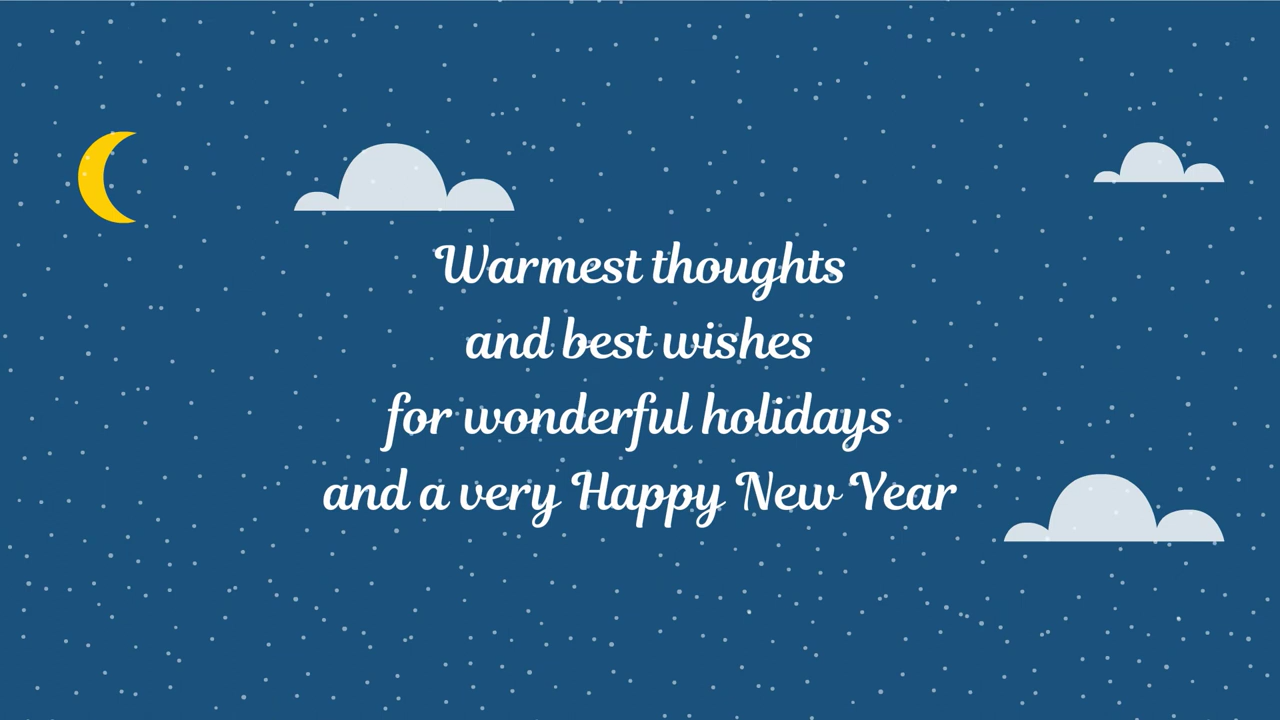 Warmest thoughts
and best wishes
for wonderful holidays
and a very Happy New Year